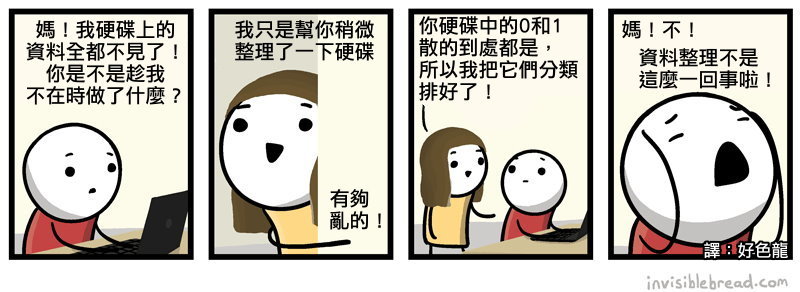 媽！我硬碟上的
資料全都不見了！
你是不是趁我
不在時做了什麼？
我只是幫你稍微
整理了一下硬碟
有夠
亂的！
你硬碟中的0和1
散的到處都是，
所以我把它們分類
排好了！
媽！不！
資料整理不是
這麼一回事啦！
譯：好色龍
invisiblebread.com